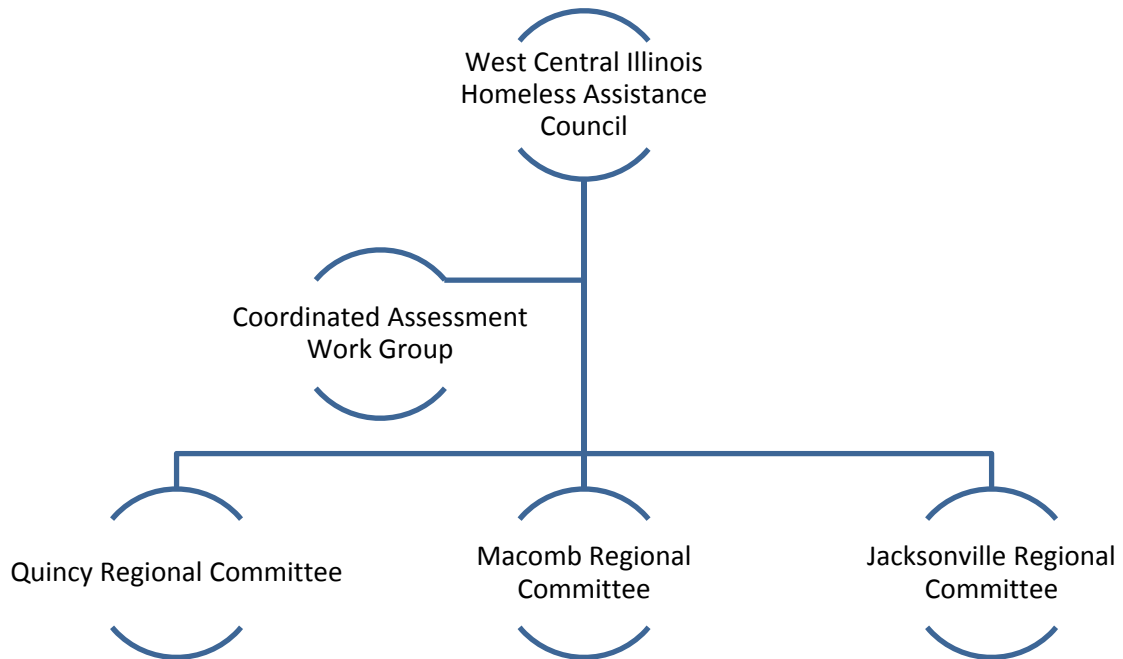 West Central Illinois
Homeless Assistance
Council
Coordinated Assessment
Work Group
Quincy Regional Committee
Macomb Regional
Committee
Jacksonville Regional
Committee